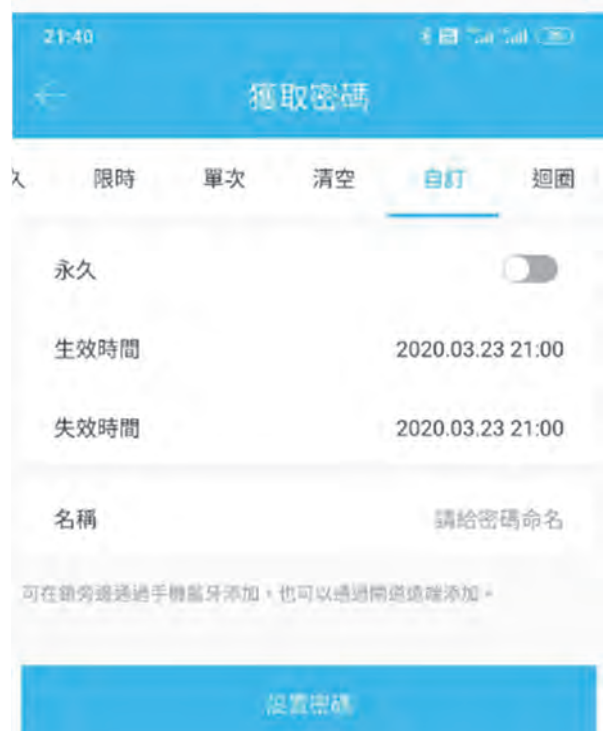 21:40
獲取密碼
久 限時 單次 清空 自訂 迴圈
永久
生效時間 2020.03.23 21:00
失效時間 2020.03.23 21:00
名稱 請給密碼命名
可在鎖旁邊通過手機藍牙添加，也可以通過閘道遠端添加。
設置密碼